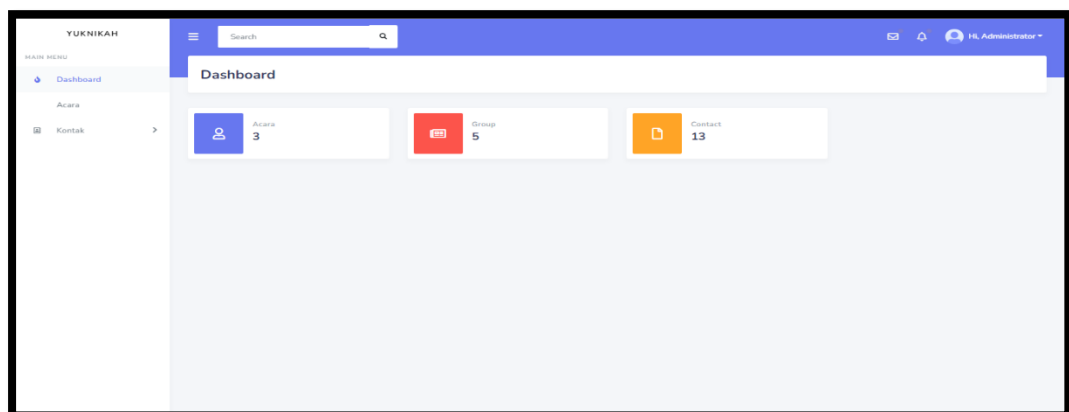 YUKNIKAH
MAIN MENU
Dashboard
Acara
Kontak
Search
Hi, Administrator
Dashboard
Acara
3
Group
5
Contact
13